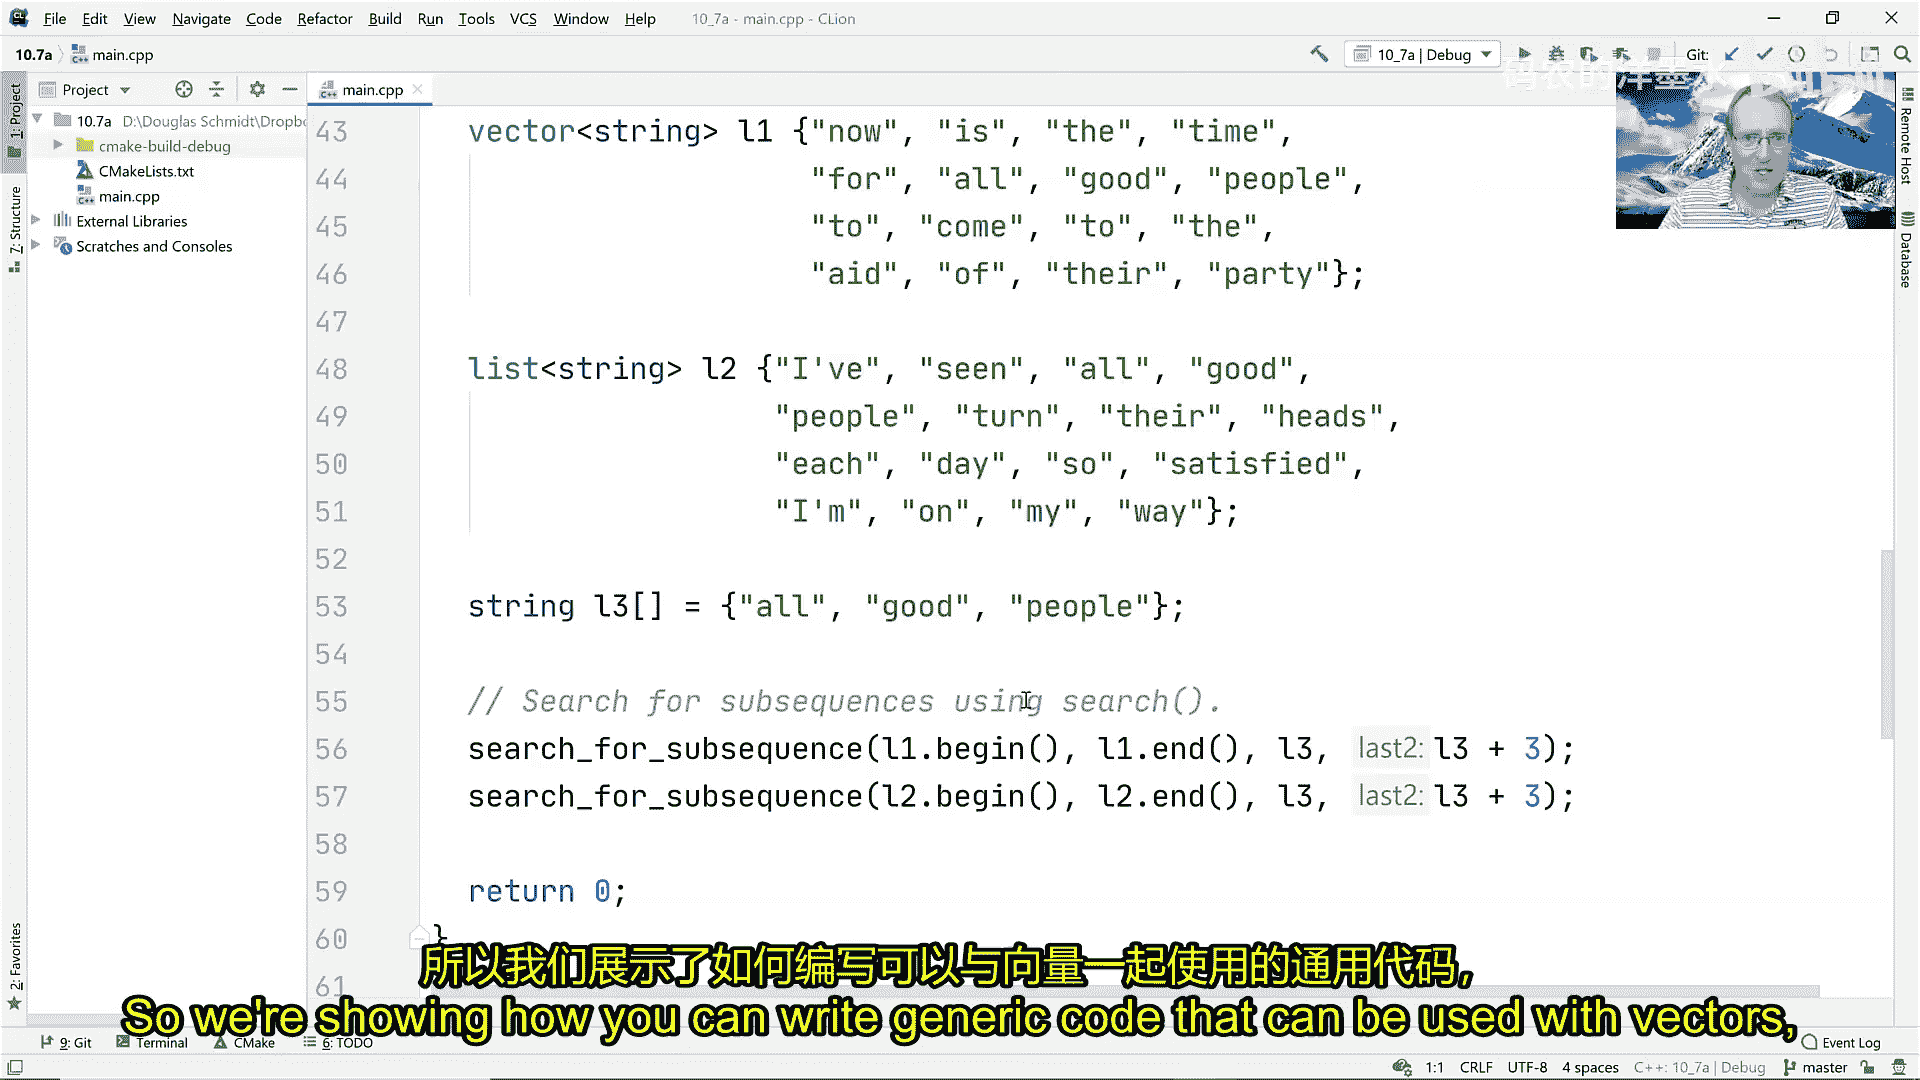 File Edit View Navigate Code Refactor Build Run Tools VCS Window Help 10_7a - main.cpp - CLion
10.7a main.cpp 10_7a | Debug Git:
Project main.cpp
1: Project
7: Structure
2: Favorites
10.7a D:\Douglas Schmidt\Dropbo
cmake-build-debug
CMakeLists.txt
main.cpp
External Libraries
Scratches and Consoles
43 vector<string> l1 {"now", "is", "the", "time",
44 "for", "all", "good", "people",
45 "to", "come", "to", "the",
46 "aid", "of", "their", "party"};
47
48 list<string> l2 {"I've", "seen", "all", "good",
49 "people", "turn", "their", "heads",
50 "each", "day", "so", "satisfied",
51 "I'm", "on", "my", "way"};
52
53 string l3[] = {"all", "good", "people"};
54
55 // Search for subsequences using search().
56 search_for_subsequence(l1.begin(), l1.end(), l3, last2: l3 + 3);
57 search_for_subsequence(l2.begin(), l2.end(), l3, last2: l3 + 3);
58
59 return 0;
60 }
61
Remote Host
Database
所以我们展示了如何编写可以与向量一起使用的通用代码，
So we're showing how you can write generic code that can be used with vectors,
9: Git Terminal CMake 6: TODO Event Log
1:1 CRLF UTF-8 4 spaces C++: 10_7a | Debug master